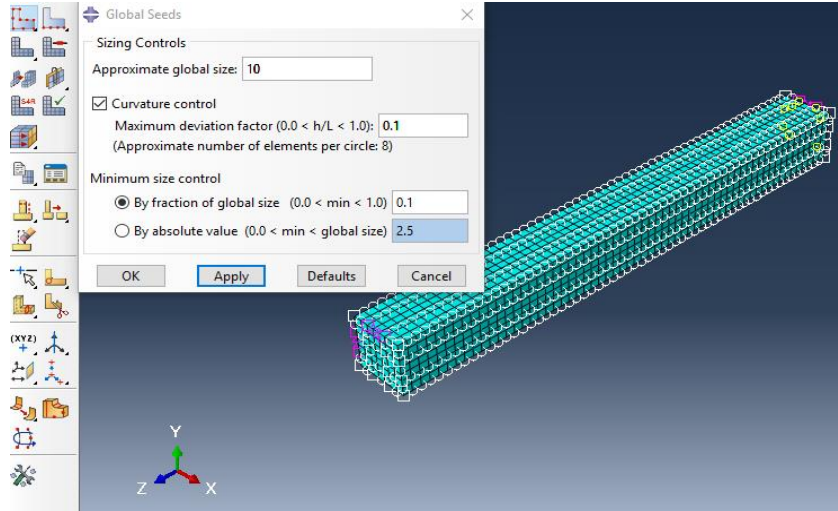 Global Seeds
Sizing Controls
Approximate global size: 10
Curvature control
Maximum deviation factor (0.0 < h/L < 1.0): 0.1
(Approximate number of elements per circle: 8)
Minimum size control
By fraction of global size (0.0 < min < 1.0) 0.1
By absolute value (0.0 < min < global size) 2.5
OK Apply Defaults Cancel
S4R
(XYZ)
Y
Z X